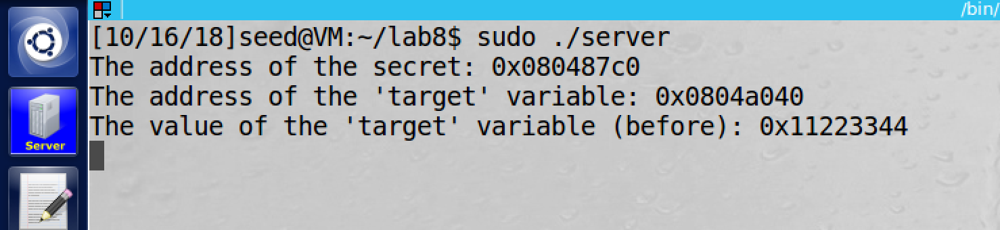 /bin/
[10/16/18]seed@VM:~/lab8$ sudo ./server
The address of the secret: 0x080487c0
The address of the 'target' variable: 0x0804a040
The value of the 'target' variable (before): 0x11223344
Server